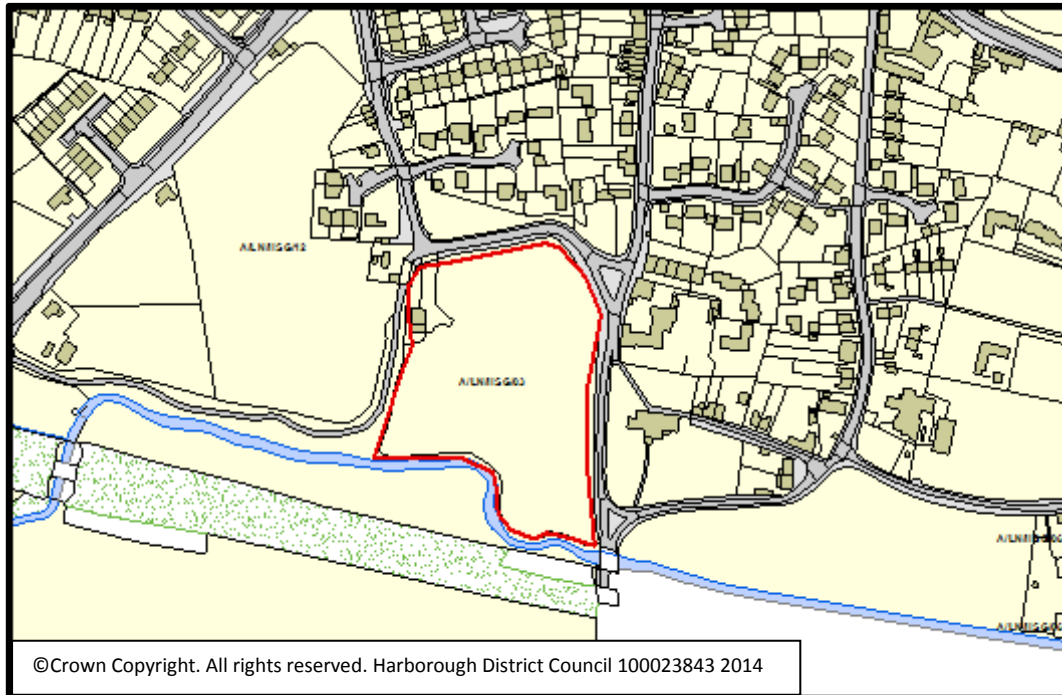 A/LN/HSG/12
A/LN/HSG/03
©Crown Copyright. All rights reserved. Harborough District Council 100023843 2014